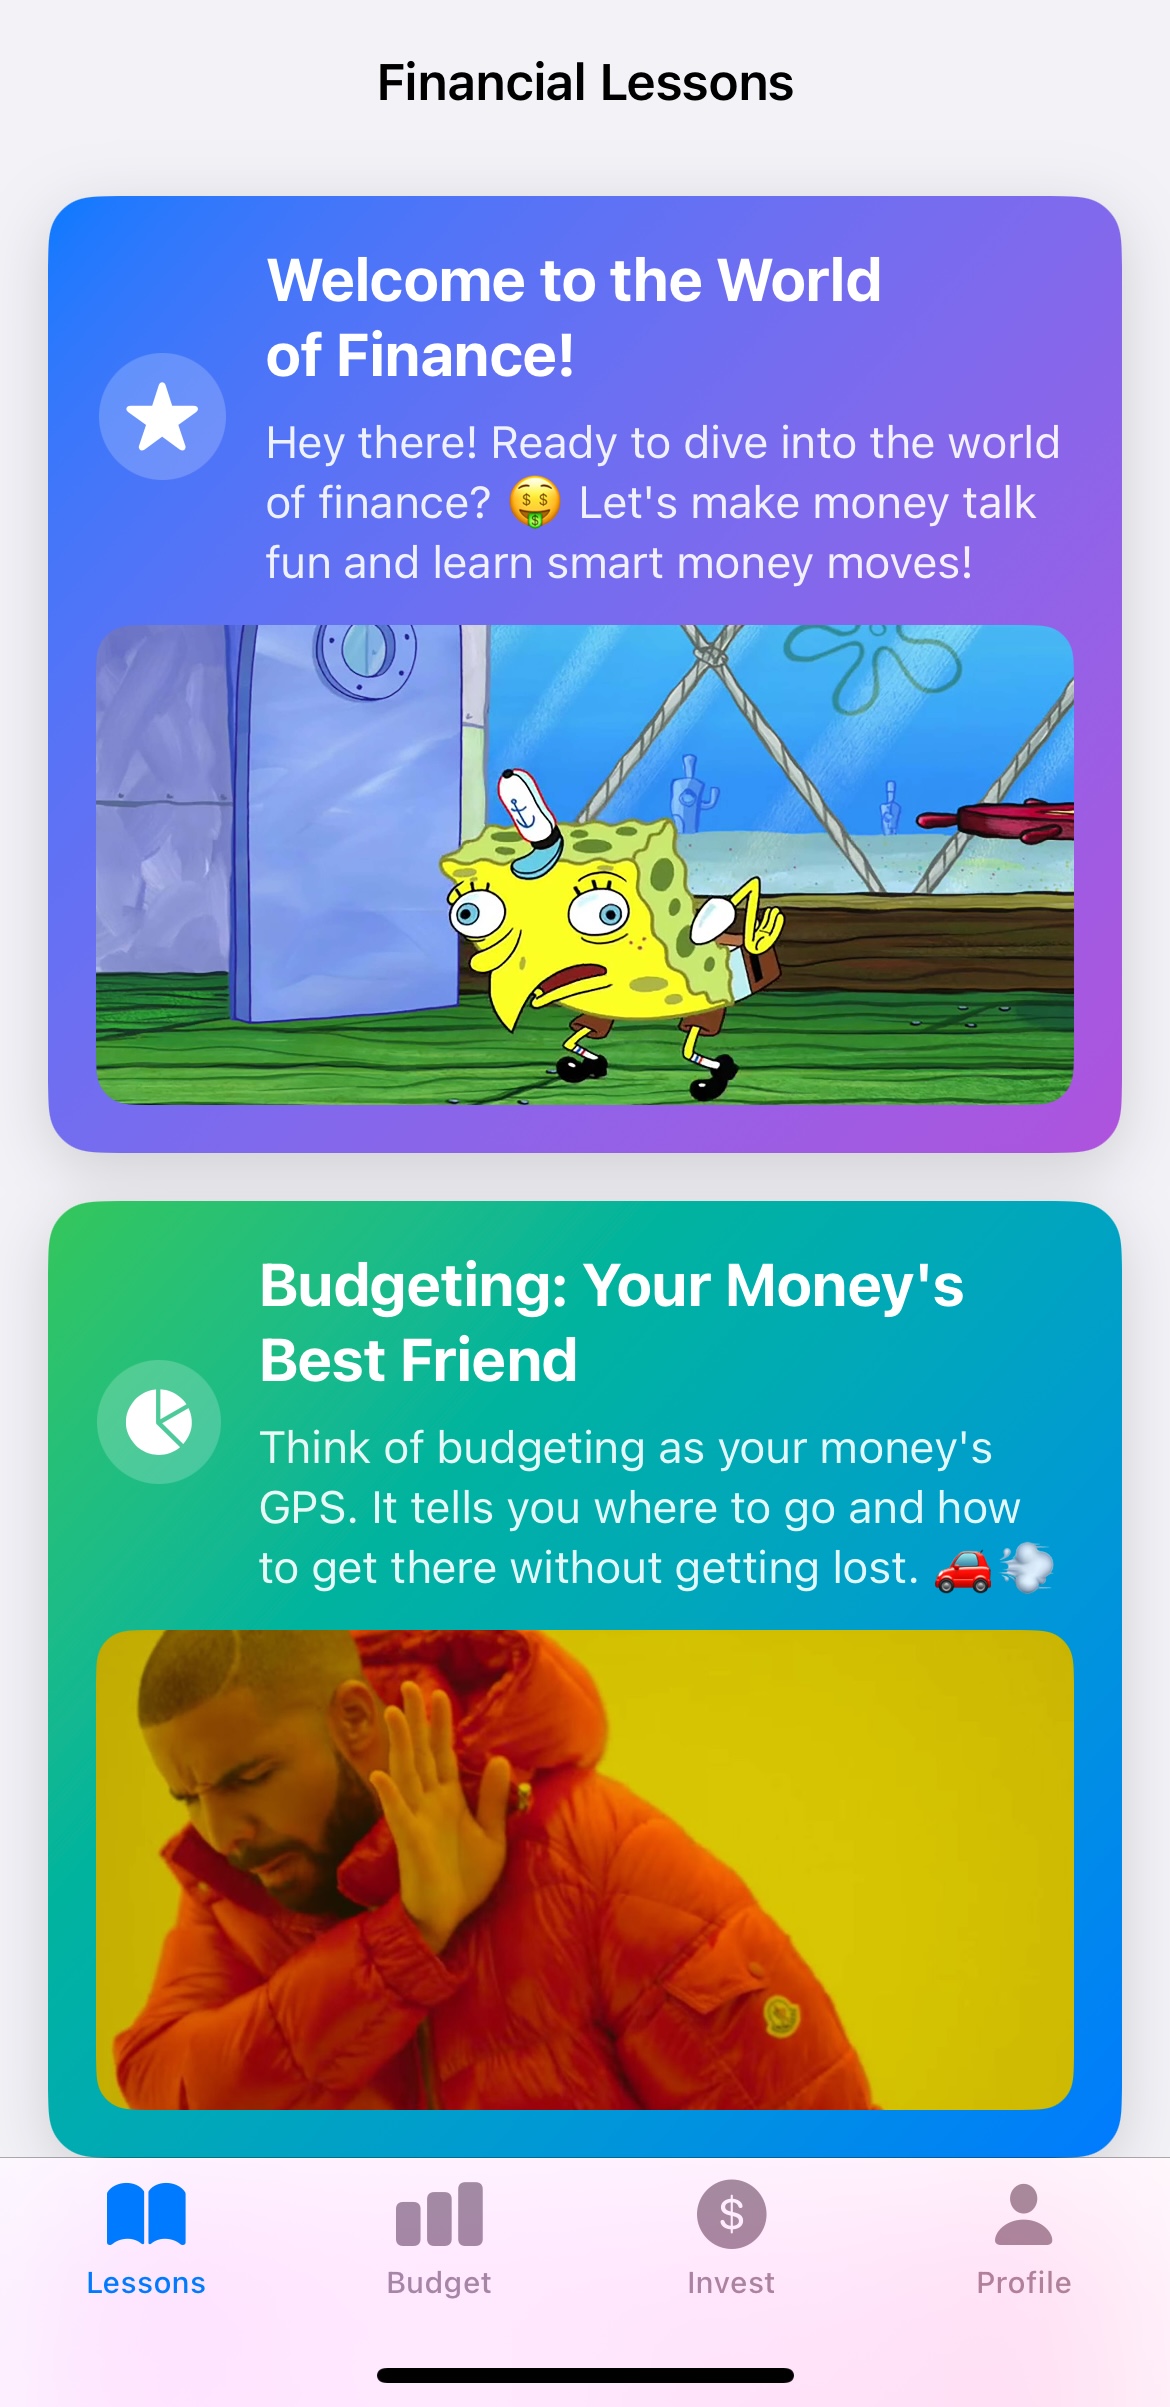 Financial Lessons
Welcome to the World
of Finance!
Hey there! Ready to dive into the world
of finance? 🤑 Let's make money talk
fun and learn smart money moves!
Budgeting: Your Money's
Best Friend
Think of budgeting as your money's
GPS. It tells you where to go and how
to get there without getting lost. 🚗💨
Lessons
Budget
Invest
Profile